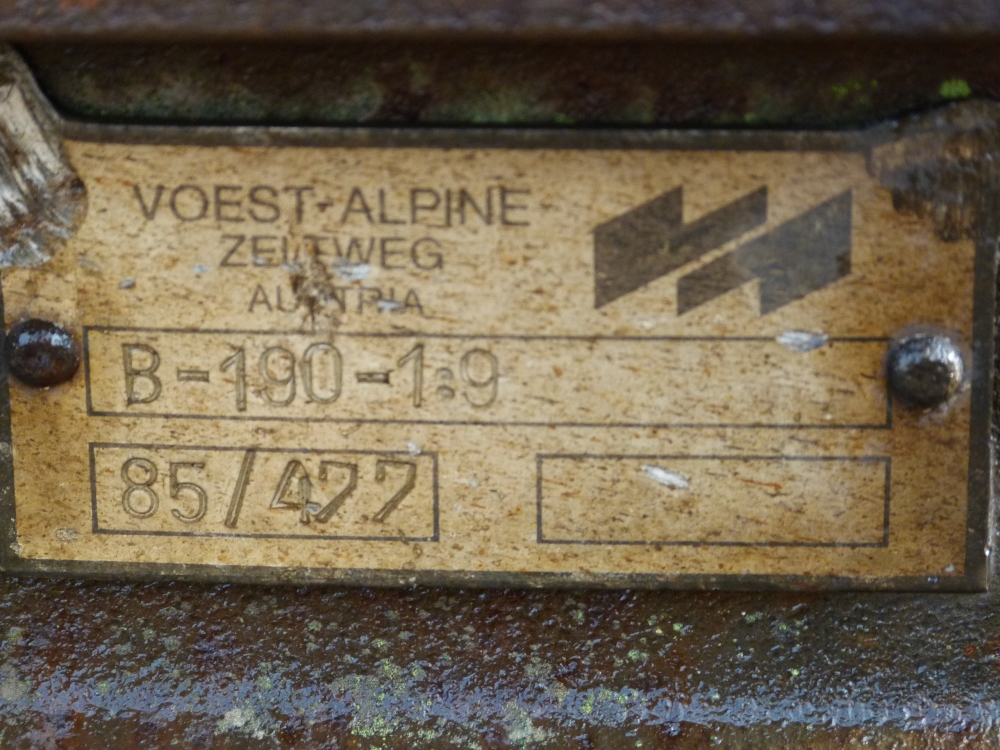 VOEST-ALPINE
ZELTWEG
AUSTRIA
B-190-1:9
85/477